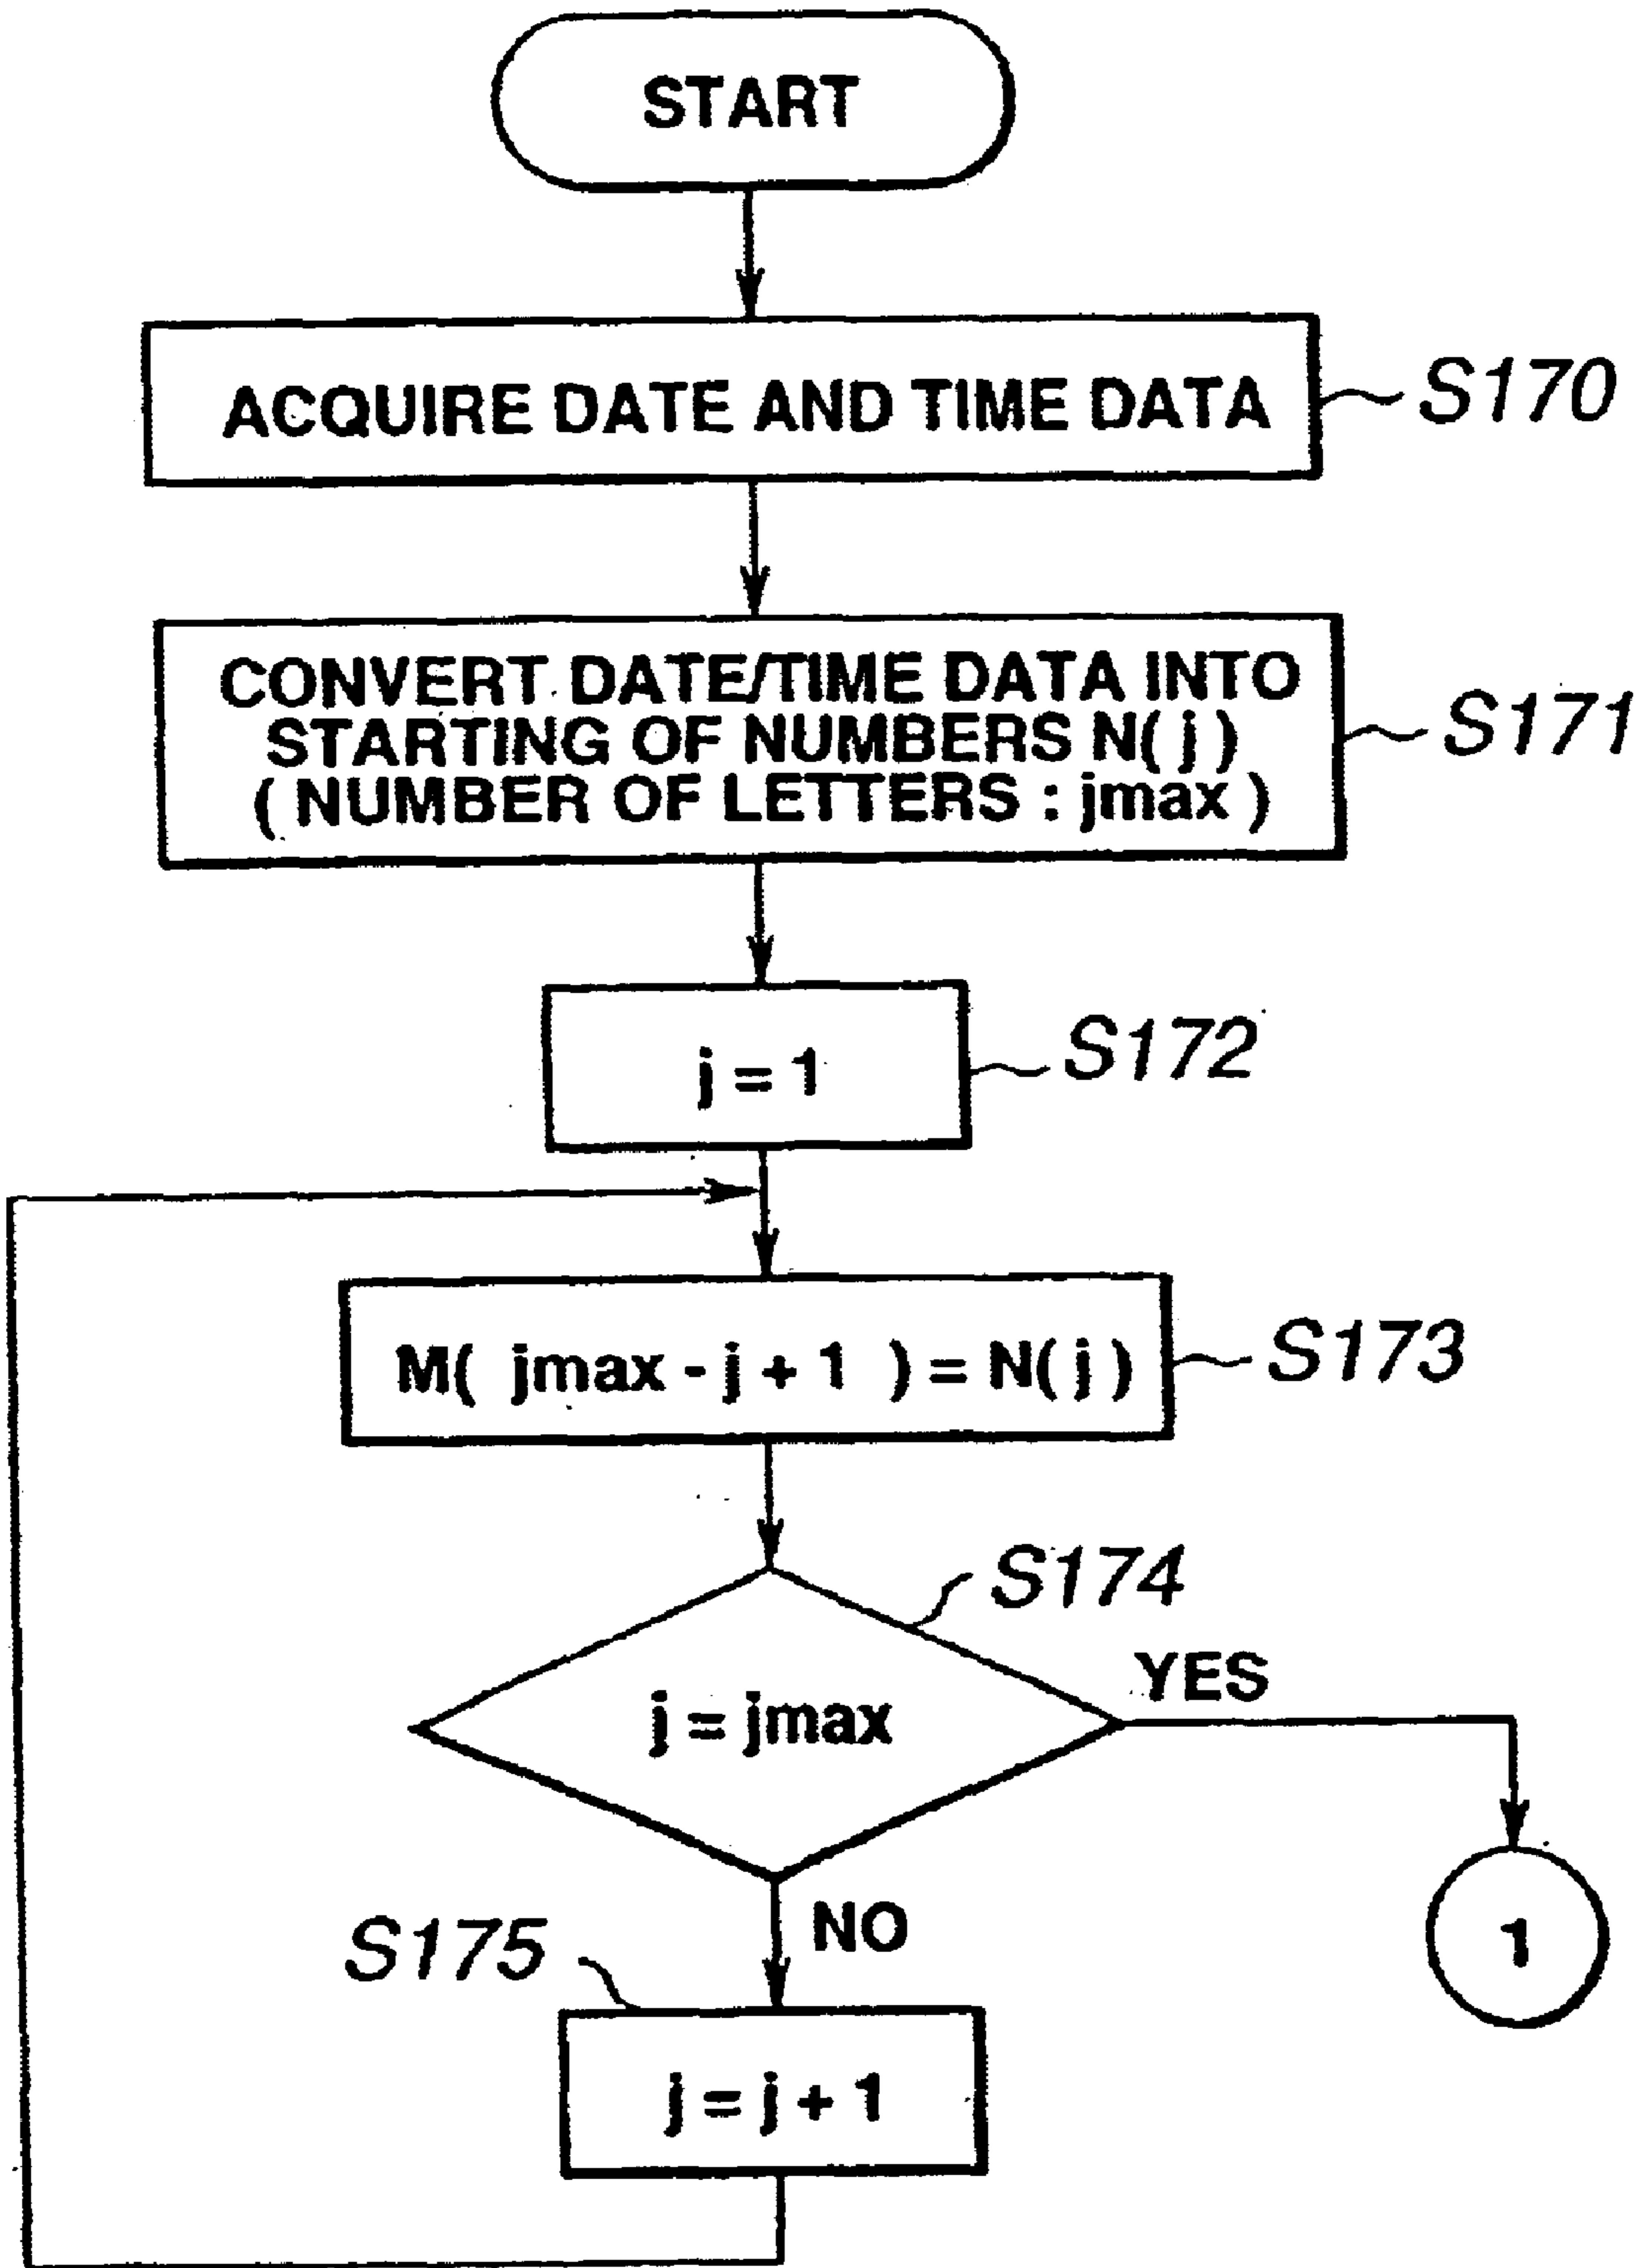 START
ACQUIRE DATE AND TIME DATA
S170
CONVERT DATE/TIME DATA INTO
STARTING OF NUMBERS N( j )
( NUMBER OF LETTERS : jmax )
S171
j = 1
S172
M( jmax - j + 1 ) = N( j )
S173
S174
j = jmax
YES
NO
1
S175
j = j + 1